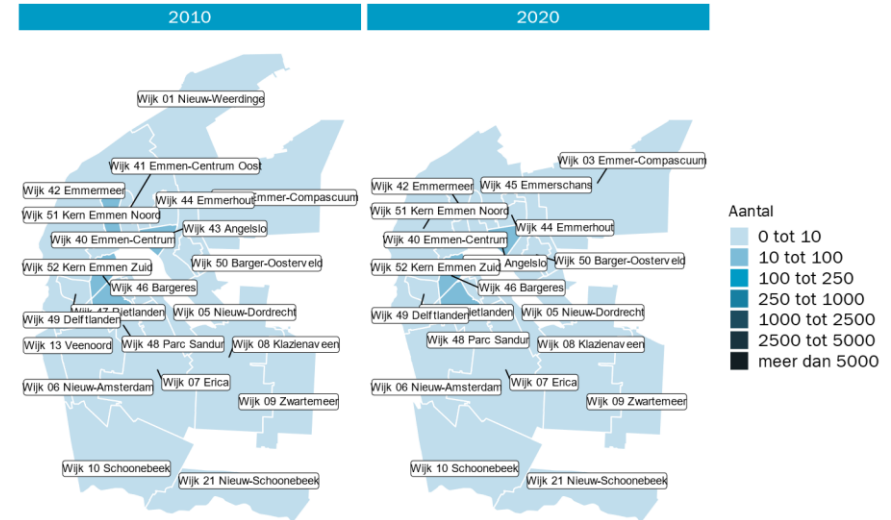 2010
2020
Wijk 01 Nieuw-Weerdinge
Wijk 41 Emmen-Centrum Oost
Wijk 42 Emmermeer
Wijk 44 Emmerhout
Emmer-Compascuum
Wijk 51 Kern Emmen Noord
Wijk 43 Angelslo
Wijk 40 Emmen-Centrum
Wijk 52 Kern Emmen Zuid
Wijk 50 Barger-Oosterveld
Wijk 46 Bargeres
Wijk 47 Rietlanden
Wijk 05 Nieuw-Dordrecht
Wijk 49 Delftlanden
Wijk 13 Veenoord
Wijk 48 Parc Sandur
Wijk 08 Klazienaveen
Wijk 06 Nieuw-Amsterdam
Wijk 07 Erica
Wijk 09 Zwartemeer
Wijk 10 Schoonebeek
Wijk 21 Nieuw-Schoonebeek
Wijk 03 Emmer-Compascuum
Wijk 42 Emmermeer
Wijk 45 Emmerschans
Wijk 51 Kern Emmen Noord
Wijk 44 Emmerhout
Wijk 40 Emmen-Centrum
Wijk 52 Kern Emmen Zuid
Angelslo
Wijk 50 Barger-Oosterveld
Wijk 46 Bargeres
Wijk 49 Delftlanden
ietlanden
Wijk 05 Nieuw-Dordrecht
Wijk 48 Parc Sandur
Wijk 08 Klazienaveen
Wijk 06 Nieuw-Amsterdam
Wijk 07 Erica
Wijk 09 Zwartemeer
Wijk 10 Schoonebeek
Wijk 21 Nieuw-Schoonebeek
Aantal
0 tot 10
10 tot 100
100 tot 250
250 tot 1000
1000 tot 2500
2500 tot 5000
meer dan 5000